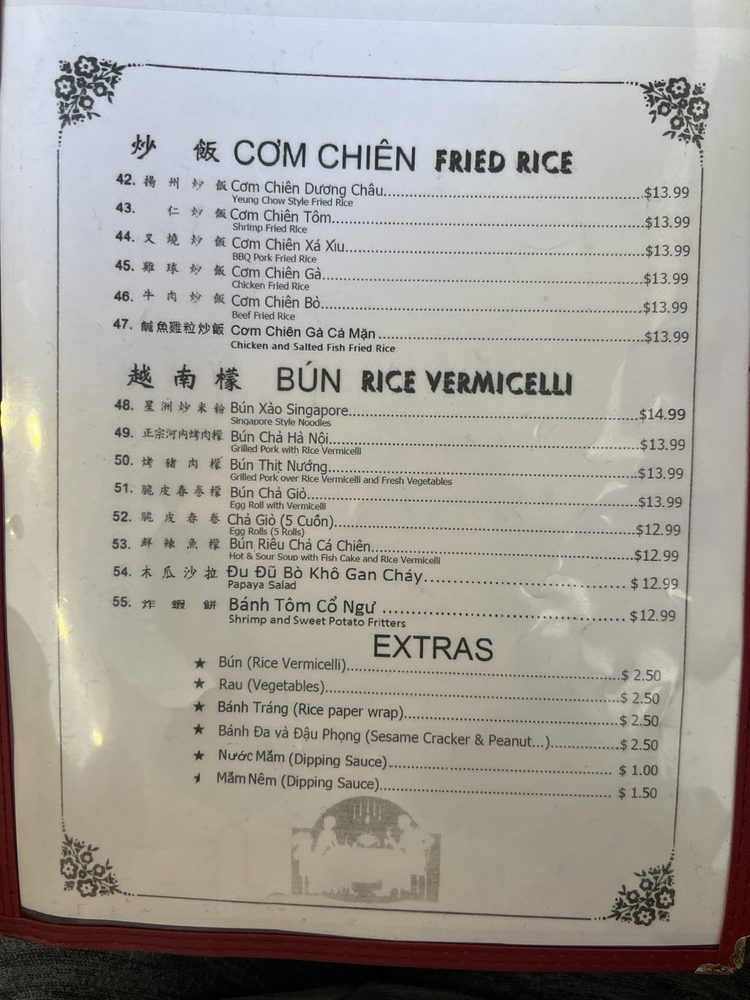 炒 飯 CƠM CHIÊN FRIED RICE
42. 揚州炒飯 Cơm Chiên Dương Châu $13.99
Yeung Chow Style Fried Rice
43. 仁炒飯 Cơm Chiên Tôm $13.99
Shrimp Fried Rice
44. 叉燒炒飯 Cơm Chiên Xá Xíu $13.99
BBQ Pork Fried Rice
45. 雞球炒飯 Cơm Chiên Gà $13.99
Chicken Fried Rice
46. 牛肉炒飯 Cơm Chiên Bò $13.99
Beef Fried Rice
47. 鹹魚雞粒炒飯 Cơm Chiên Gà Cá Mặn $13.99
Chicken and Salted Fish Fried Rice
越南檬 BÚN RICE VERMICELLI
48. 星洲炒米粉 Bún Xào Singapore $14.99
Singapore Style Noodles
49. 正宗河內烤肉檬 Bún Chả Hà Nội $13.99
Grilled Pork with Rice Vermicelli
50. 烤豬肉檬 Bún Thịt Nướng $13.99
Grilled Pork over Rice Vermicelli and Fresh Vegetables
51. 脆皮春卷檬 Bún Chả Giò $13.99
Egg Roll with Vermicelli
52. 脆皮春卷 Chả Giò (5 Cuốn) $12.99
Egg Rolls (5 Rolls)
53. 鮮辣魚檬 Bún Riêu Chả Cá Chiên $12.99
Hot & Sour Soup with Fish Cake and Rice Vermicelli
54. 木瓜沙拉 Đu Đũ Bò Khô Gan Cháy $12.99
Papaya Salad
55. 炸蝦餅 Bánh Tôm Cổ Ngư $12.99
Shrimp and Sweet Potato Fritters
EXTRAS
★ Bún (Rice Vermicelli) $ 2.50
★ Rau (Vegetables) $ 2.50
★ Bánh Tráng (Rice paper wrap) $ 2.50
★ Bánh Đa và Đậu Phọng (Sesame Cracker & Peanut...) $ 2.50
★ Nước Mắm (Dipping Sauce) $ 1.00
★ Mắm Nêm (Dipping Sauce) $ 1.50